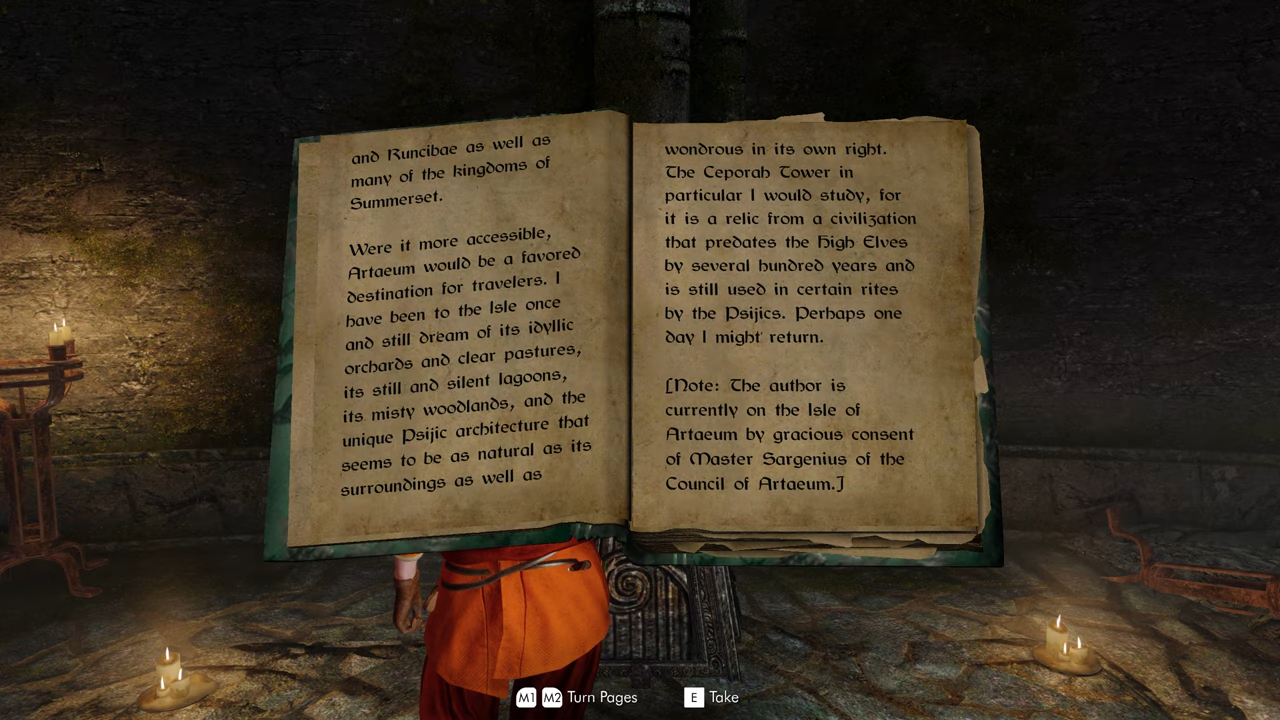 and Runcibae as well as
many of the kingdoms of
Summerset.
Were it more accessible,
Artaeum would be a favored
destination for travelers. I
have been to the Isle once
and still dream of its idyllic
orchards and clear pastures,
its still and silent lagoons,
its misty woodlands, and the
unique Psijic architecture that
seems to be as natural as its
surroundings as well as
wondrous in its own right.
The Ceporah Tower in
particular I would study, for
it is a relic from a civilization
that predates the High Elves
by several hundred years and
is still used in certain rites
by the Psijics. Perhaps one
day I might return.
[Note: The author is
currently on the Isle of
Artaeum by gracious consent
of Master Sargenius of the
Council of Artaeum.]
M1 M2 Turn Pages E Take